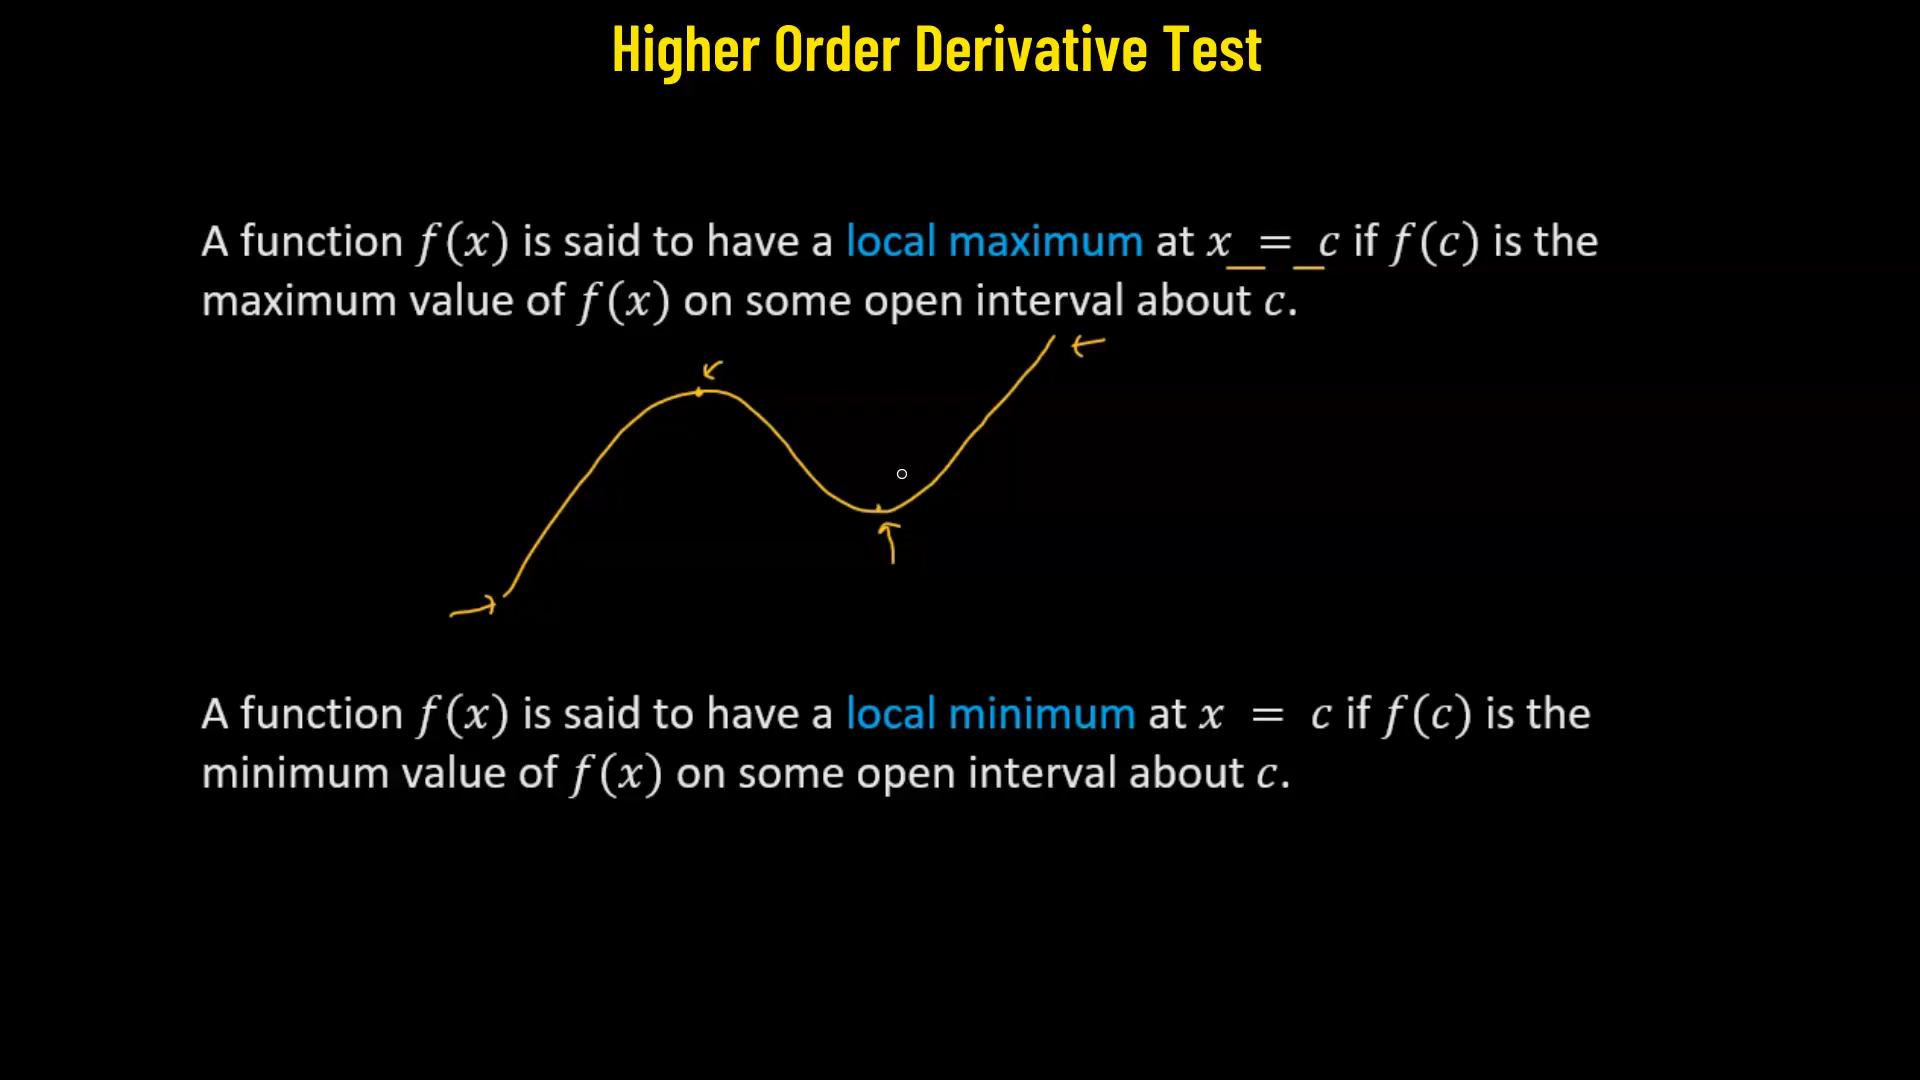 Higher Order Derivative Test
A function f(x) is said to have a local maximum at x = c if f(c) is the
maximum value of f(x) on some open interval about c.
A function f(x) is said to have a local minimum at x = c if f(c) is the
minimum value of f(x) on some open interval about c.